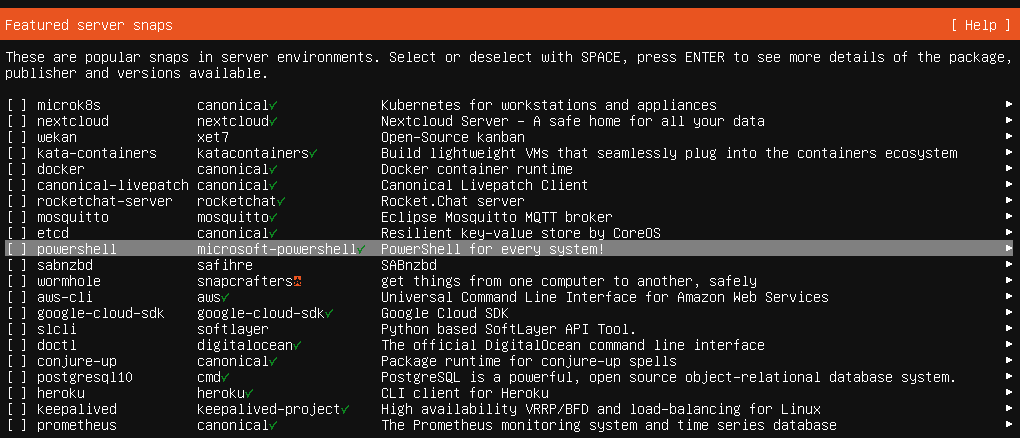 Featured server snaps [ Help ]
These are popular snaps in server environments. Select or deselect with SPACE, press ENTER to see more details of the package,
publisher and versions available.
[ ] microk8s canonical✓ Kubernetes for workstations and appliances ▸
[ ] nextcloud nextcloud✓ Nextcloud Server - A safe home for all your data ▸
[ ] wekan xet7 Open-Source kanban ▸
[ ] kata-containers katacontainers✓ Build lightweight VMs that seamlessly plug into the containers ecosystem ▸
[ ] docker canonical✓ Docker container runtime ▸
[ ] canonical-livepatch canonical✓ Canonical Livepatch Client ▸
[ ] rocketchat-server rocketchat✓ Rocket.Chat server ▸
[ ] mosquitto mosquitto✓ Eclipse Mosquitto MQTT broker ▸
[ ] etcd canonical✓ Resilient key-value store by CoreOS ▸
[ ] powershell microsoft-powershell✓ PowerShell for every system! ▸
[ ] sabnzbd safihre SABnzbd ▸
[ ] wormhole snapcrafters get things from one computer to another, safely ▸
[ ] aws-cli aws✓ Universal Command Line Interface for Amazon Web Services ▸
[ ] google-cloud-sdk google-cloud-sdk✓ Google Cloud SDK ▸
[ ] slcli softlayer Python based SoftLayer API Tool. ▸
[ ] doctl digitalocean✓ The official DigitalOcean command line interface ▸
[ ] conjure-up canonical✓ Package runtime for conjure-up spells ▸
[ ] postgresql10 cmd✓ PostgreSQL is a powerful, open source object-relational database system. ▸
[ ] heroku heroku✓ CLI client for Heroku ▸
[ ] keepalived keepalived-project✓ High availability VRRP/BFD and load-balancing for Linux ▸
[ ] prometheus canonical✓ The Prometheus monitoring system and time series database ▸